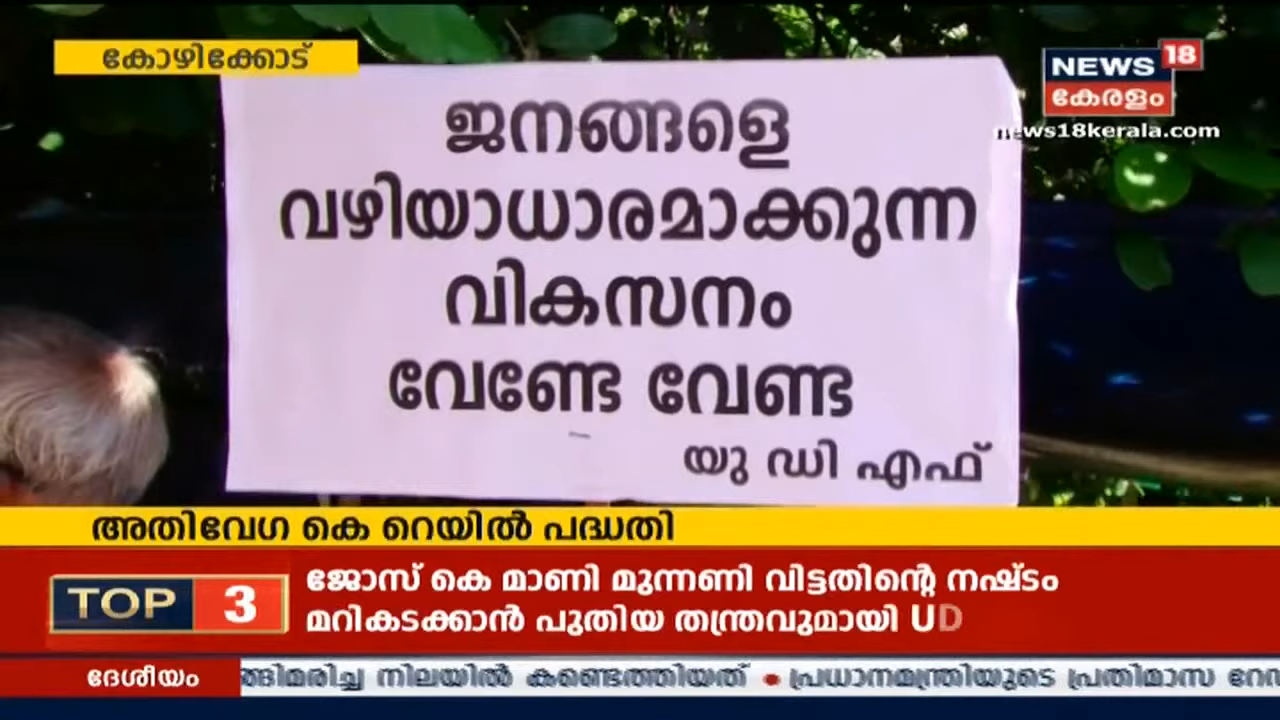 കോഴിക്കോട്
NEWS 18
കേരളം
news18kerala.com
ജനങ്ങളെ
വഴിയാധാരമാക്കുന്ന
വികസനം
വേണ്ടേ വേണ്ട
യു ഡി എഫ്
അതിവേഗ കെ റെയിൽ പദ്ധതി
TOP 3
ജോസ് കെ മാണി മുന്നണി വിട്ടതിന്റെ നഷ്ടം
മറികടക്കാൻ പുതിയ തന്ത്രവുമായി UD
ദേശീയം
നിലയിൽ കണ്ടെത്തിയത് • പ്രധാനമന്ത്രിയുടെ പ്രതിമാസ